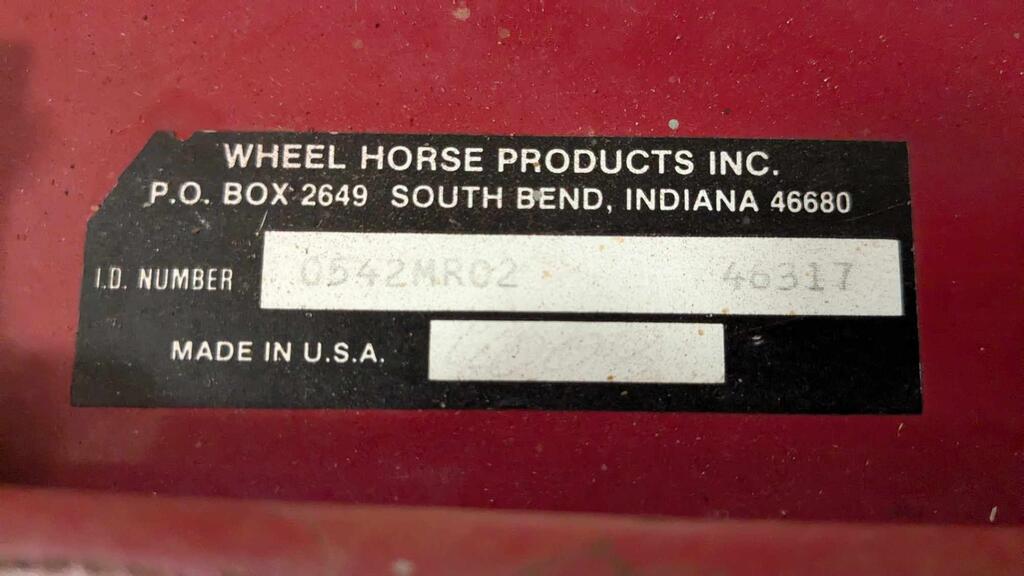 WHEEL HORSE PRODUCTS INC.
P.O. BOX 2649 SOUTH BEND, INDIANA 46680
I.D. NUMBER 0542MR02 46317
MADE IN U.S.A.